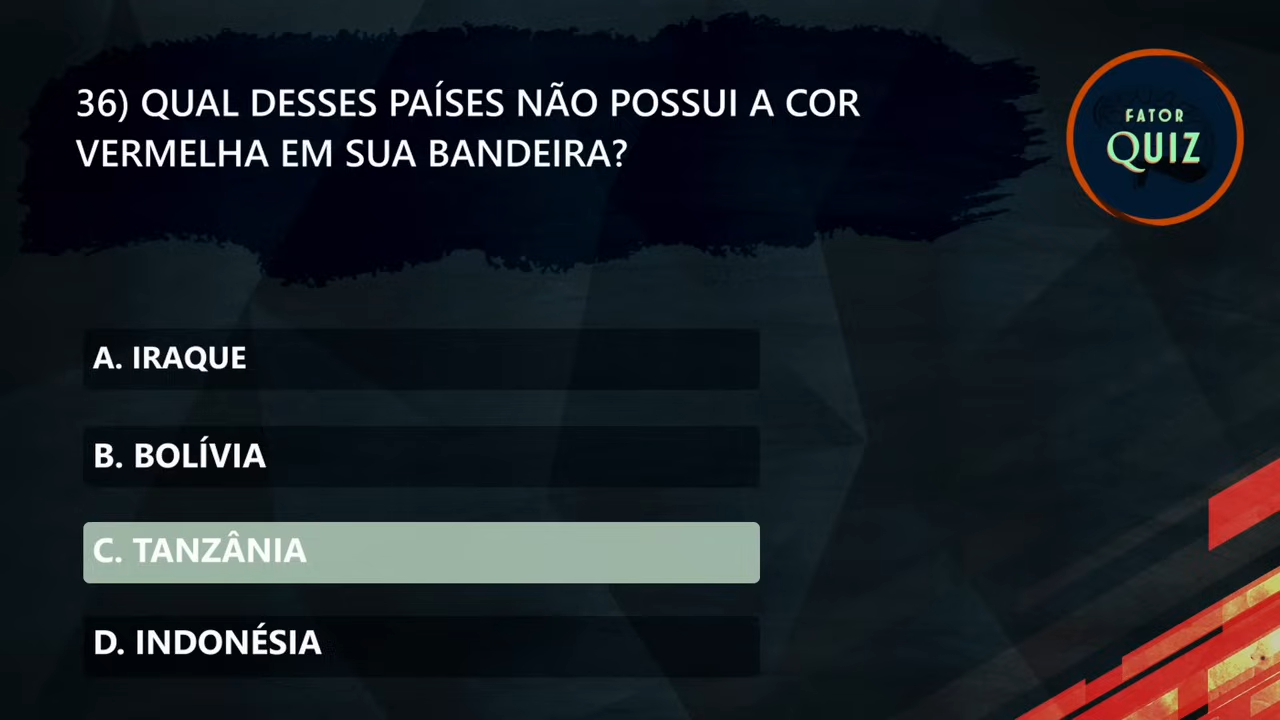 36) QUAL DESSES PAÍSES NÃO POSSUI A COR
VERMELHA EM SUA BANDEIRA?
FATOR
QUIZ
A. IRAQUE
B. BOLÍVIA
C. TANZÂNIA
D. INDONÉSIA